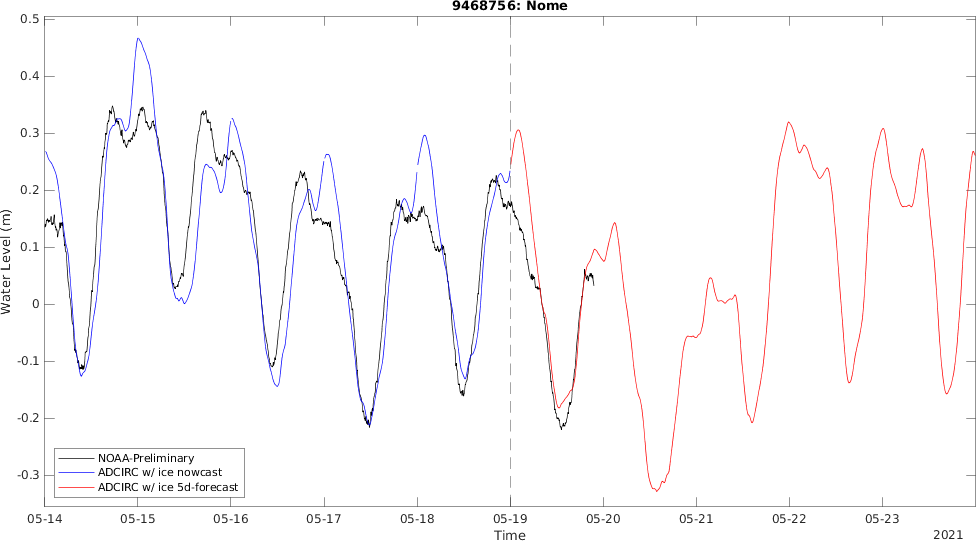 9468756: Nome
0.5
0.4
0.3
0.2
0.1
0
-0.1
-0.2
-0.3
Water Level (m)
NOAA-Preliminary
ADCIRC w/ ice nowcast
ADCIRC w/ ice 5d-forecast
05-14 05-15 05-16 05-17 05-18 05-19 05-20 05-21 05-22 05-23
Time
2021